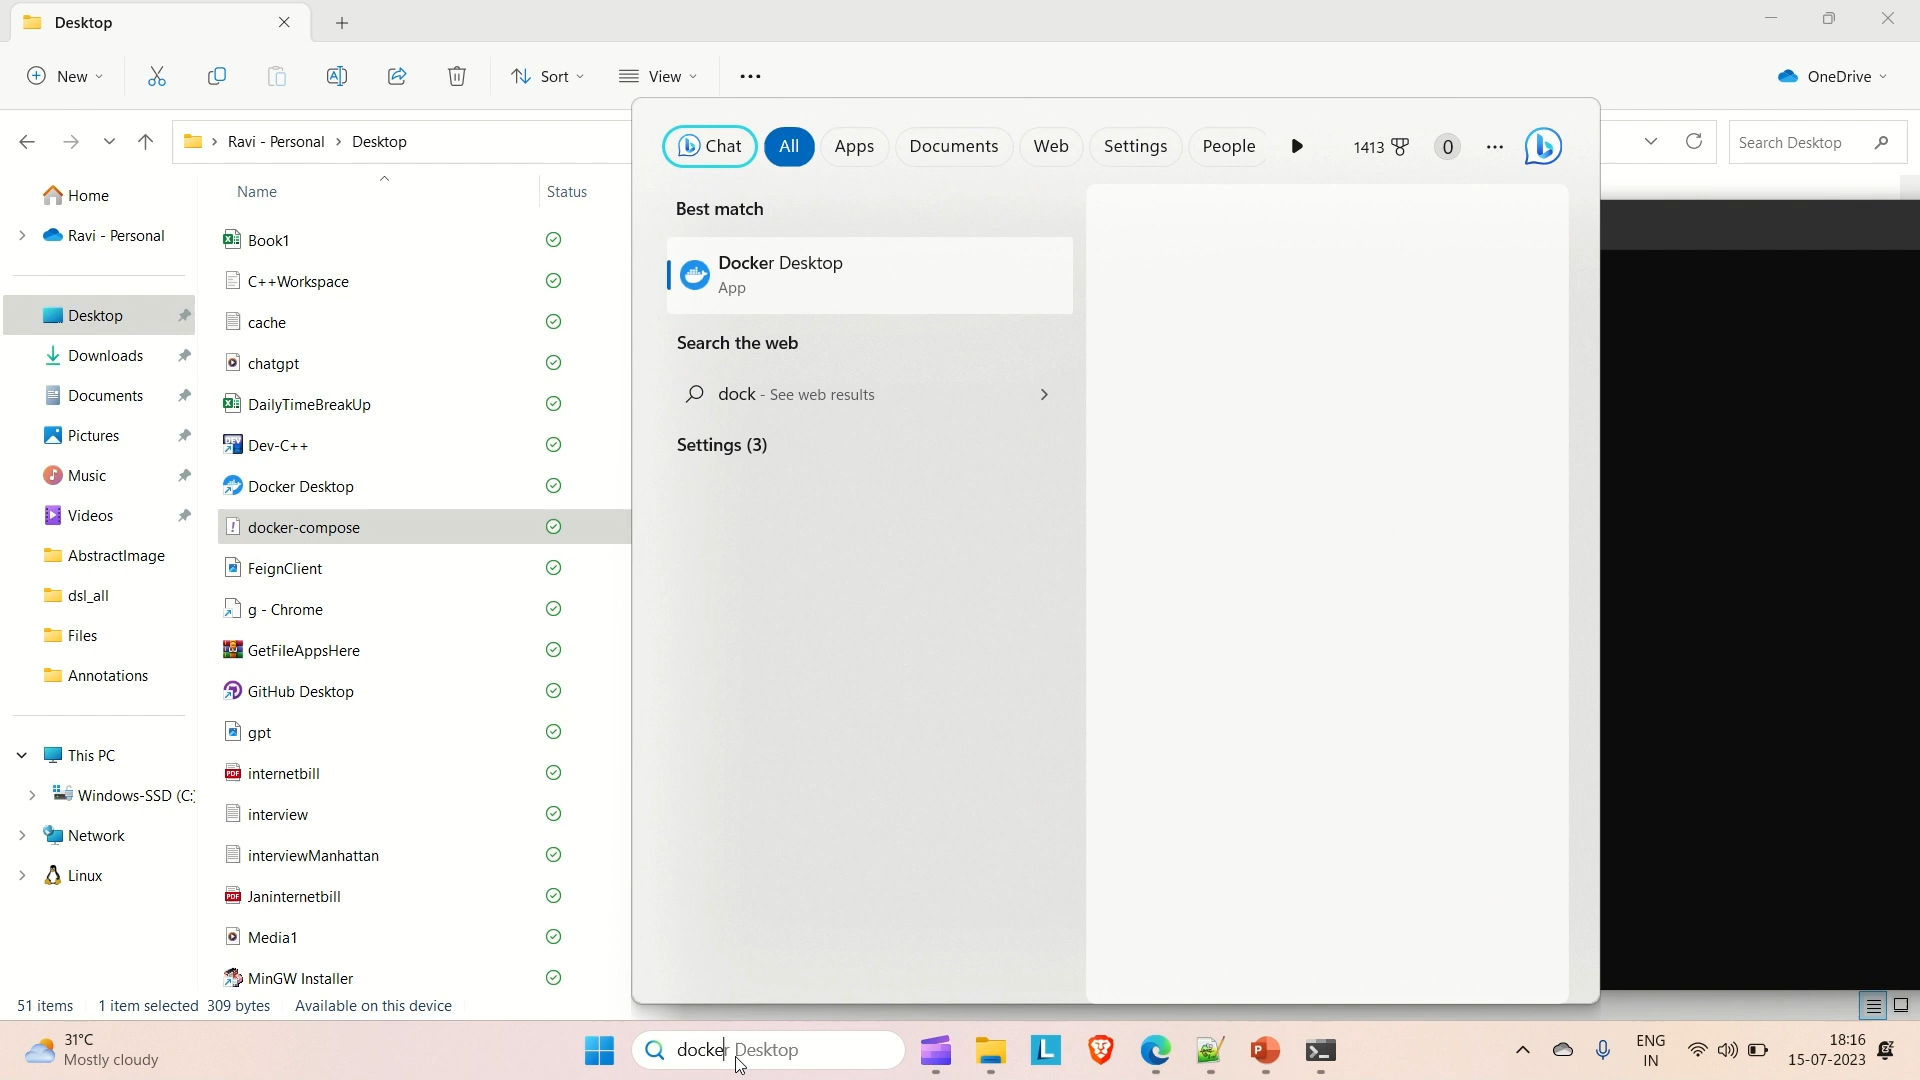 Desktop
New
Sort
View
OneDrive
Ravi - Personal
Desktop
Search Desktop
Home
Ravi - Personal
Desktop
Downloads
Documents
Pictures
Music
Videos
AbstractImage
dsl_all
Files
Annotations
This PC
Windows-SSD (C:)
Network
Linux
Name
Status
Book1
C++Workspace
cache
chatgpt
DailyTimeBreakUp
Dev-C++
Docker Desktop
docker-compose
FeignClient
g - Chrome
GetFileAppsHere
GitHub Desktop
gpt
internetbill
interview
interviewManhattan
Janinternetbill
Media1
MinGW Installer
51 items
1 item selected 309 bytes
Available on this device
Chat
All
Apps
Documents
Web
Settings
People
1413
0
Best match
Docker Desktop
App
Search the web
dock - See web results
Settings (3)
31°C
Mostly cloudy
docker Desktop
ENG
IN
18:16
15-07-2023